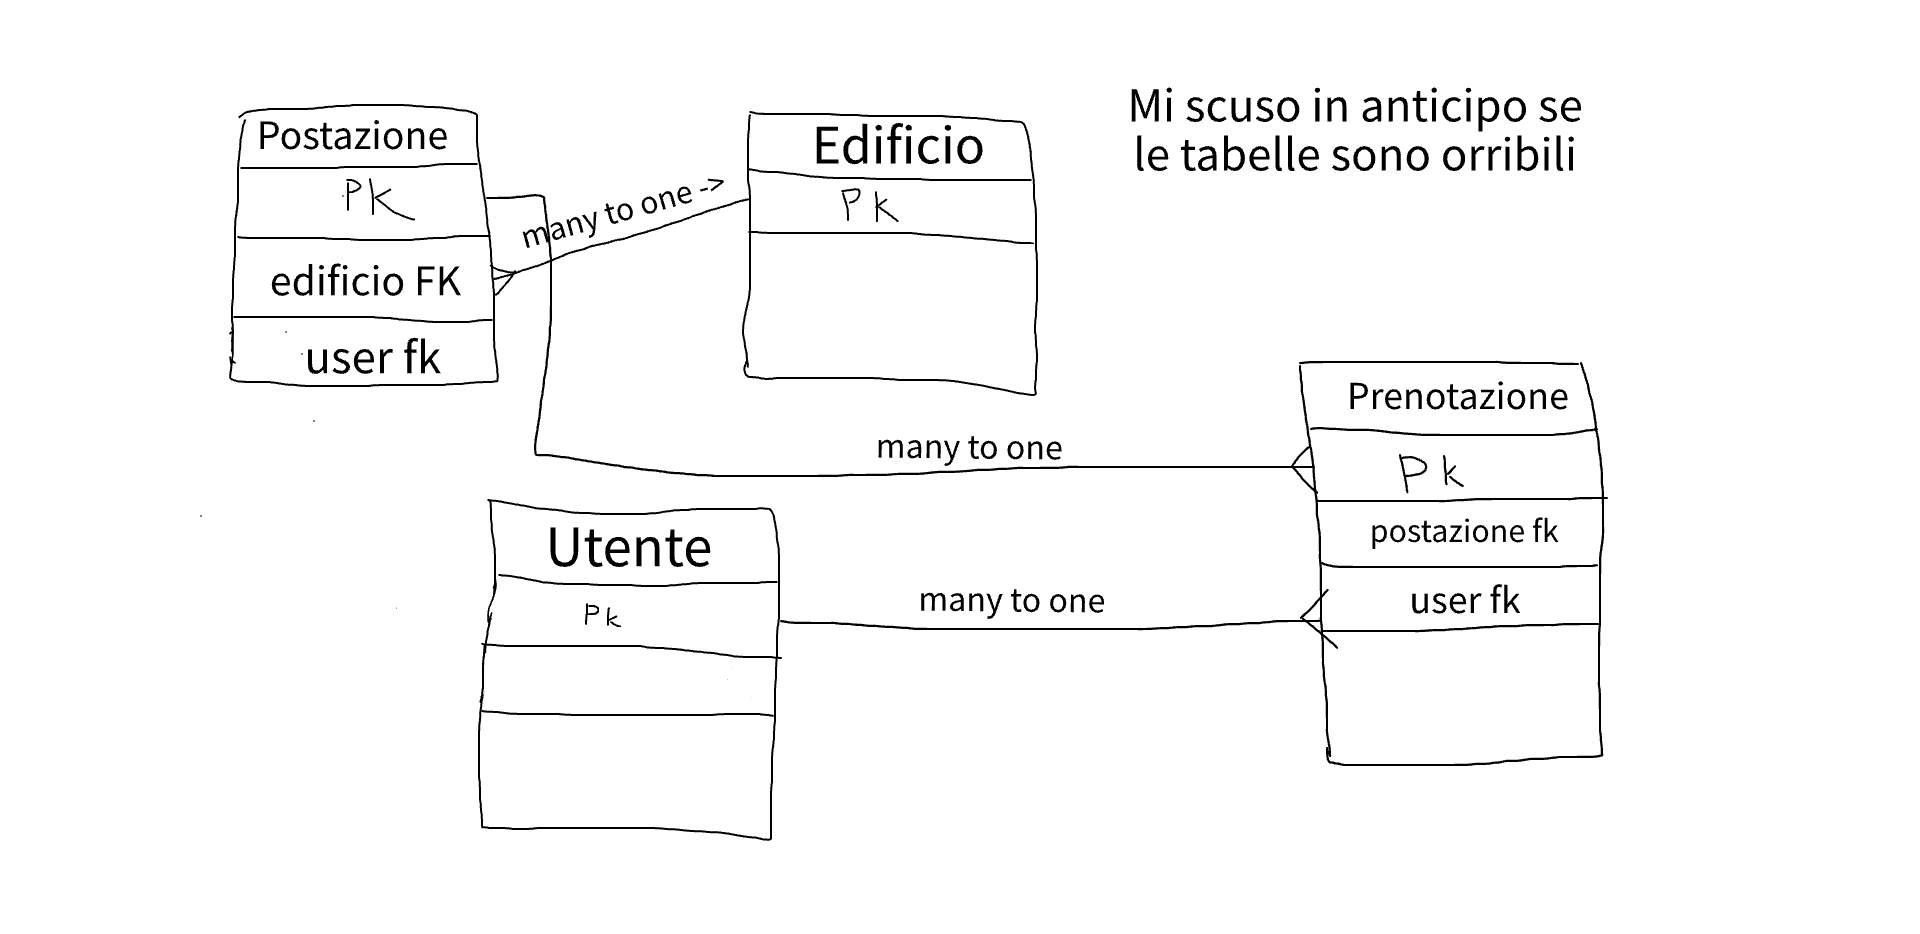 Mi scuso in anticipo se
le tabelle sono orribili
Postazione
PK
edificio FK
user fk
many to one ->
Edificio
Pk
many to one
Prenotazione
Pk
postazione fk
user fk
Utente
Pk
many to one